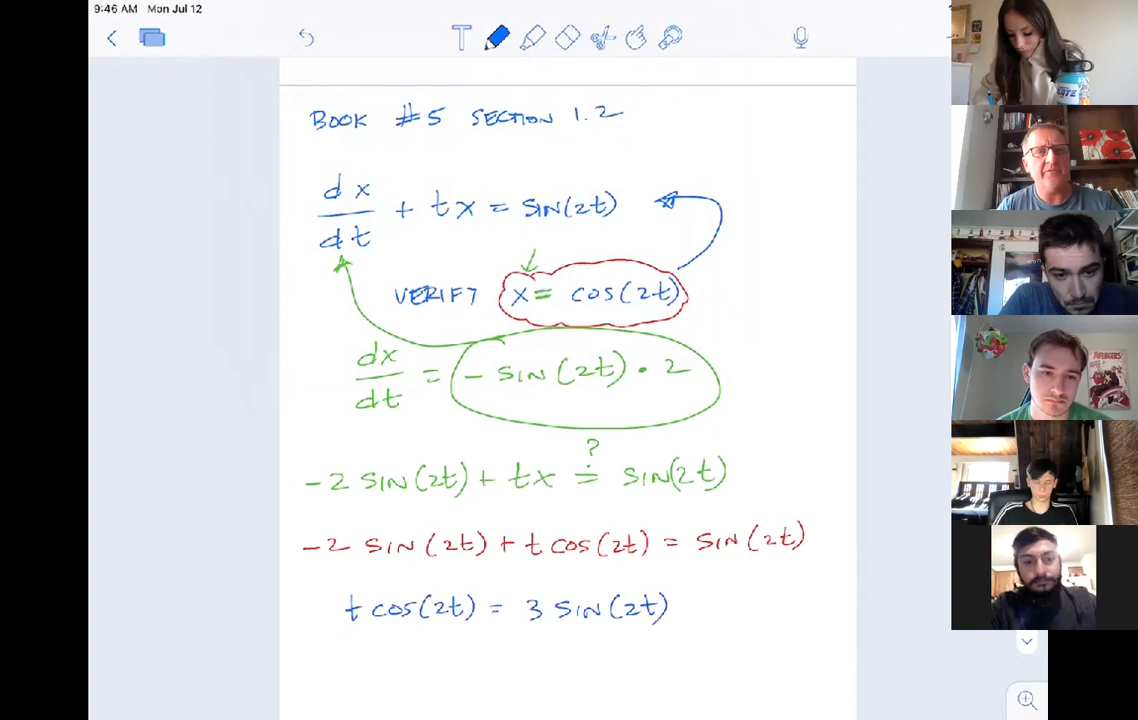 9:46 AM Mon Jul 12
BOOK #5 SECTION 1.2
dx/dt + tx = SIN(2t)
VERIFY x = cos(2t)
dx/dt = - SIN(2t) • 2
?
-2 SIN(2t) + tx ≐ SIN(2t)
-2 SIN(2t) + t cos(2t) = SIN(2t)
t cos(2t) = 3 SIN(2t)
AVENGERS